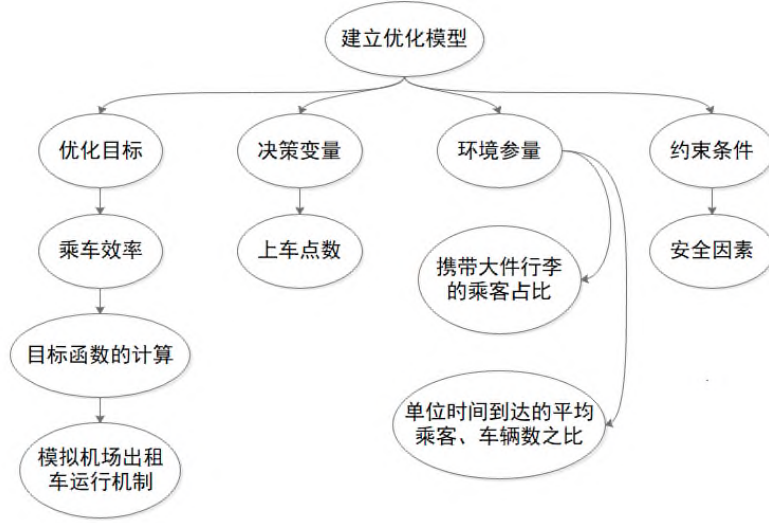 建立优化模型
优化目标
决策变量
环境参量
约束条件
乘车效率
上车点数
携带大件行李
的乘客占比
安全因素
目标函数的计算
单位时间到达的平均
乘客、车辆数之比
模拟机场出租
车运行机制